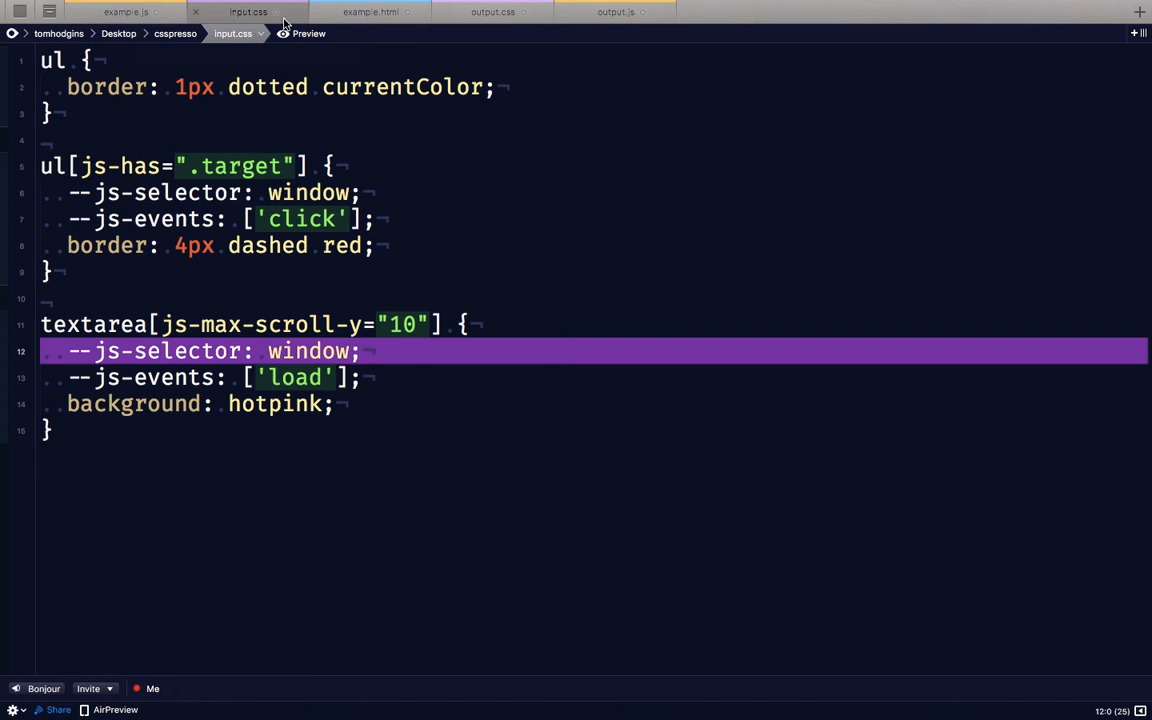 example.js
input.css
example.html
output.css
output.js
tomhodgins
Desktop
csspresso
input.css
Preview
1 ul {
2 border: 1px dotted currentColor;
3 }
4
5 ul[js-has=".target"] {
6 --js-selector: window;
7 --js-events: ['click'];
8 border: 4px dashed red;
9 }
10
11 textarea[js-max-scroll-y="10"] {
12 --js-selector: window;
13 --js-events: ['load'];
14 background: hotpink;
15 }
Bonjour
Invite
Me
Share
AirPreview
12:0 (25)